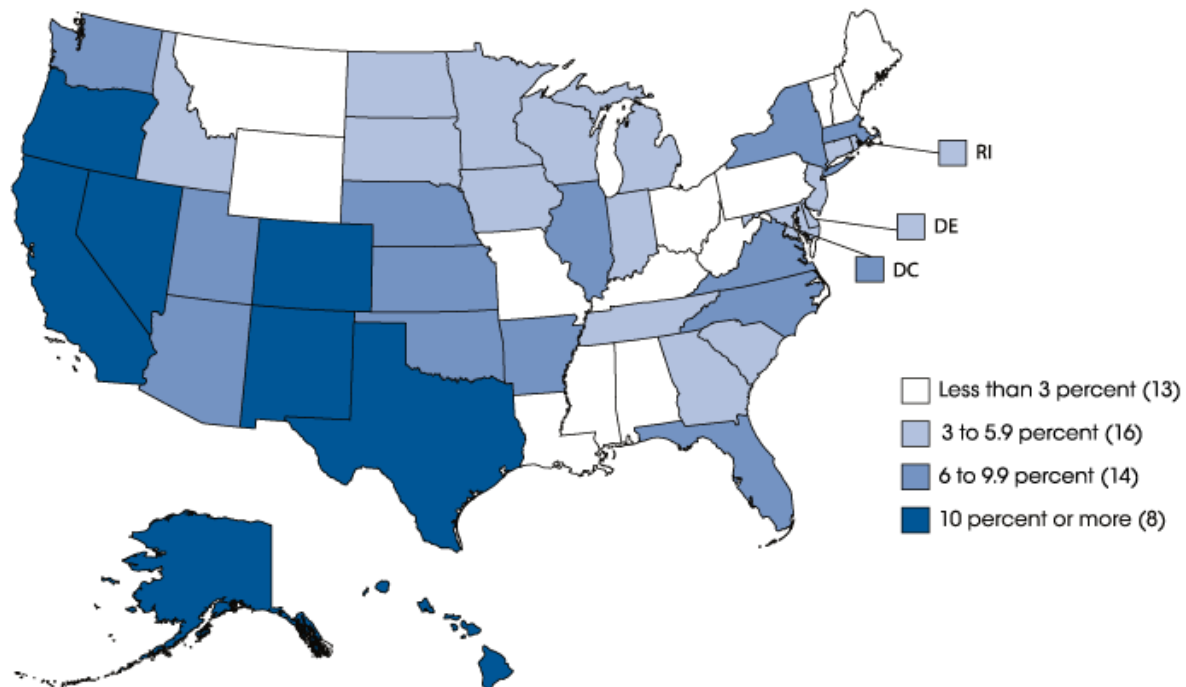 RI
DE
DC
Less than 3 percent (13)
3 to 5.9 percent (16)
6 to 9.9 percent (14)
10 percent or more (8)